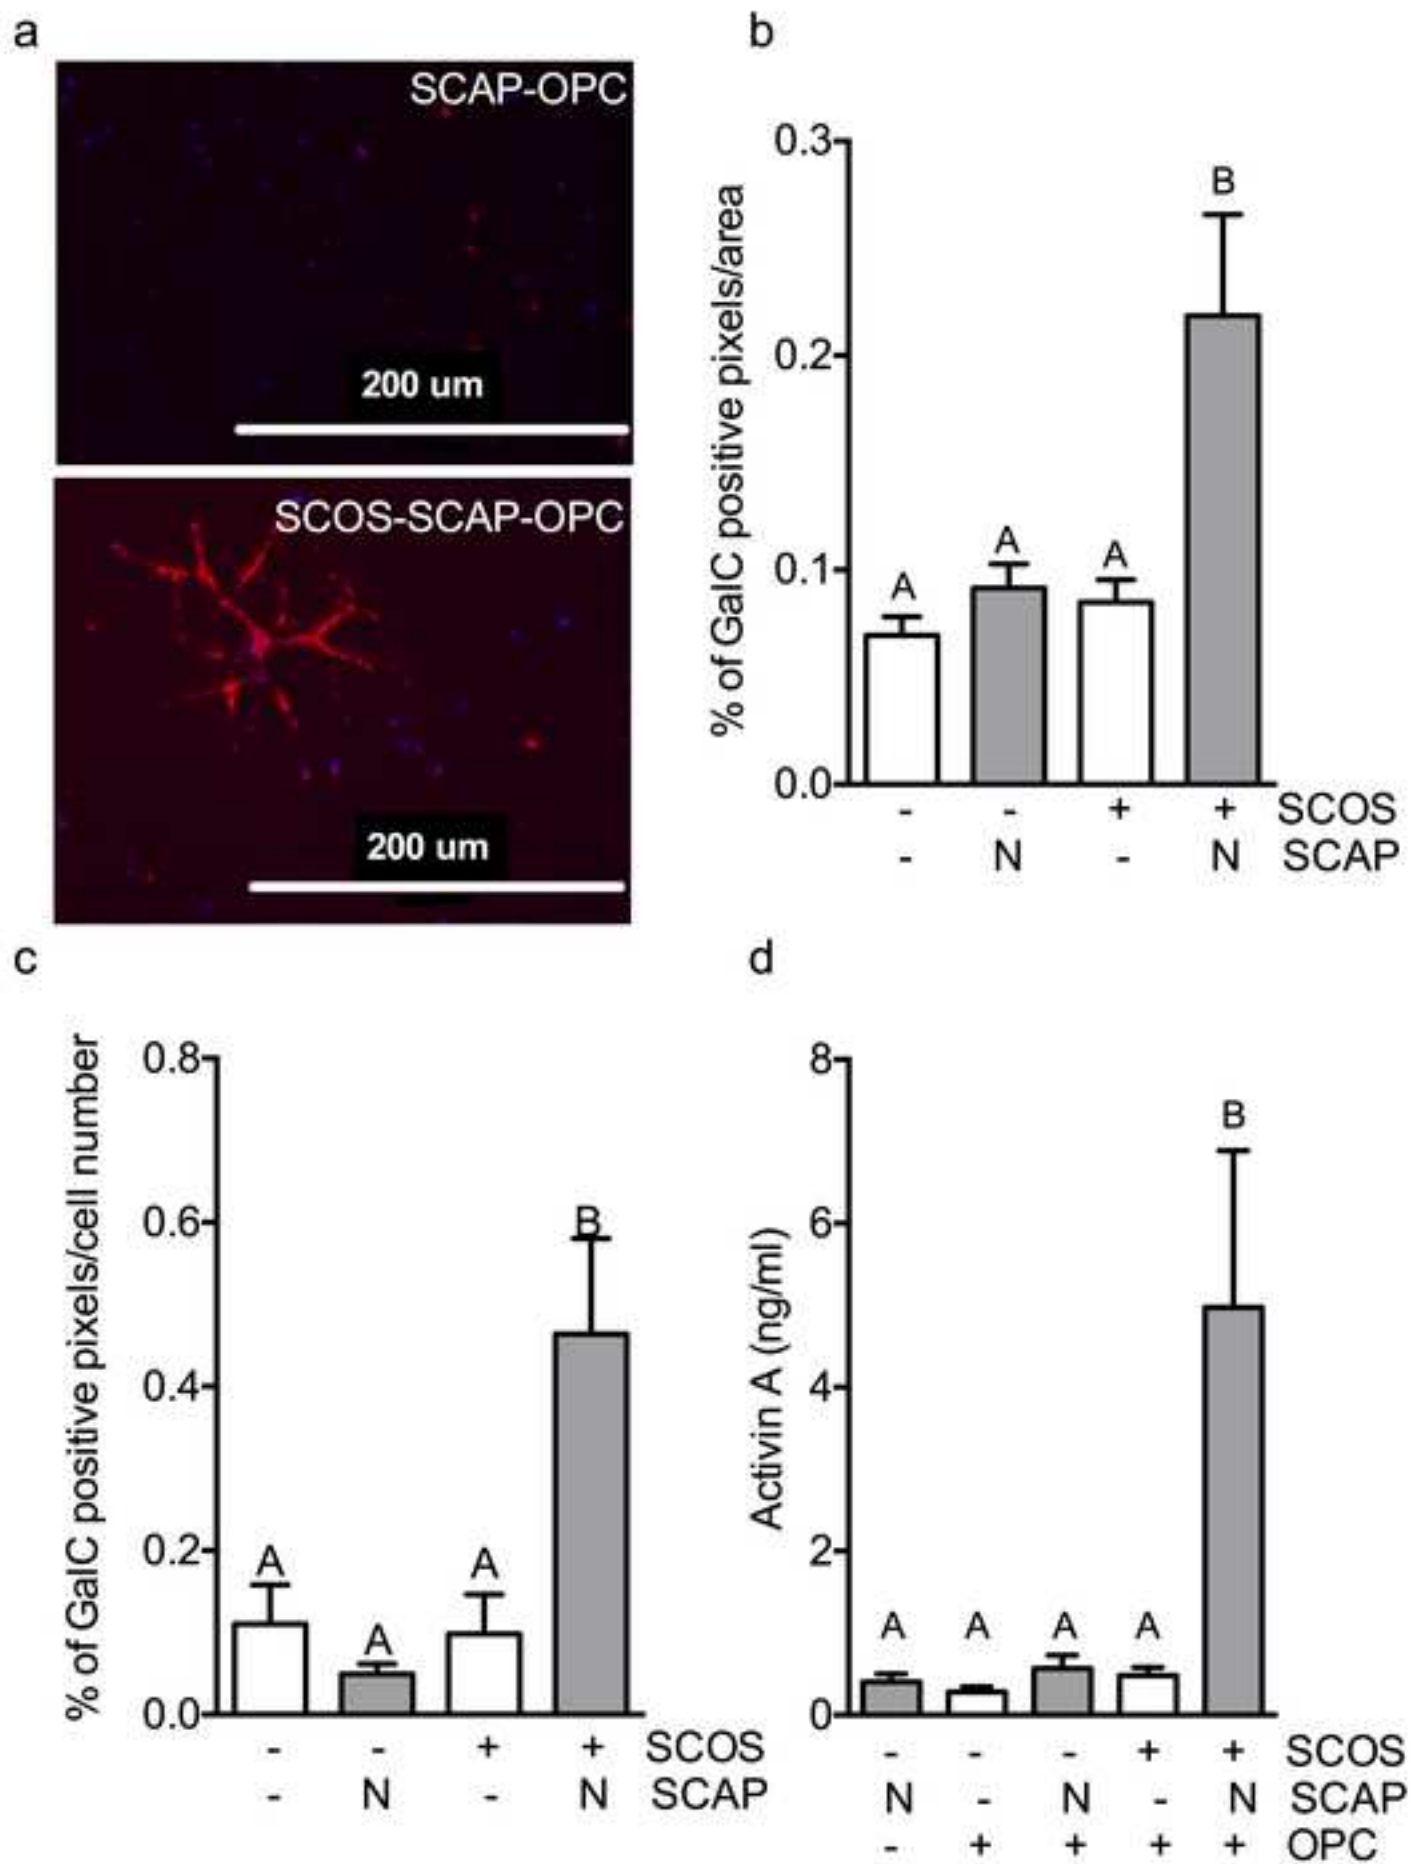 a
SCAP-OPC
200 um
SCOS-SCAP-OPC
200 um
b
% of GalC positive pixels/area
0.3
0.2
0.1
0.0
A
A
A
B
- - + + SCOS
- N - N SCAP
c
% of GalC positive pixels/cell number
0.8
0.6
0.4
0.2
0.0
A
A
A
B
- - + + SCOS
- N - N SCAP
d
Activin A (ng/ml)
8
6
4
2
0
A
A
A
A
B
- - - + + SCOS
N - N - N SCAP
- + + + + OPC